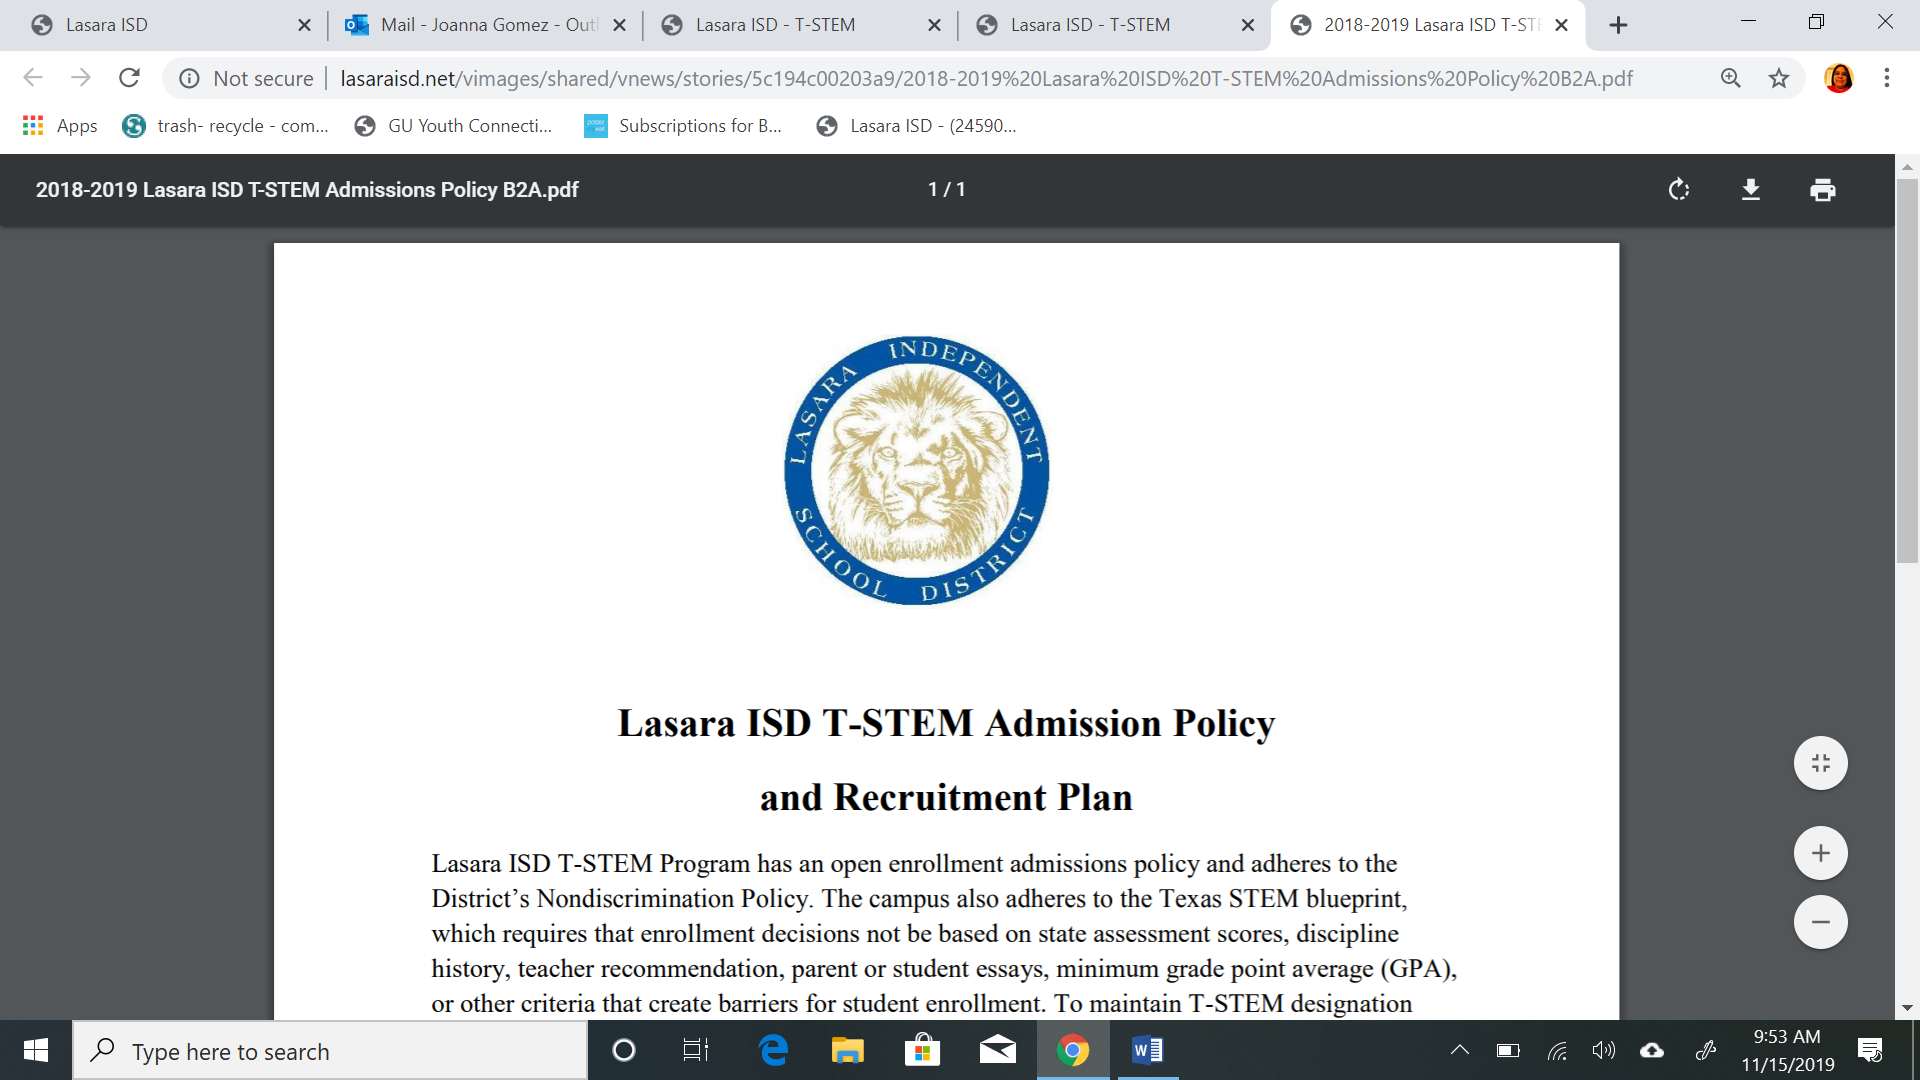 Lasara ISD
Mail - Joanna Gomez - Outl
Lasara ISD - T-STEM
Lasara ISD - T-STEM
2018-2019 Lasara ISD T-STE
Not secure
lasaraisd.net/vimages/shared/vnews/stories/5c194c00203a9/2018-2019%20Lasara%20ISD%20T-STEM%20Admissions%20Policy%20B2A.pdf
Apps
trash- recycle - com...
GU Youth Connecti...
Subscriptions for B...
Lasara ISD - (24590...
2018-2019 Lasara ISD T-STEM Admissions Policy B2A.pdf
1 / 1
LASARA INDEPENDENT
SCHOOL DISTRICT
Lasara ISD T-STEM Admission Policy
and Recruitment Plan
Lasara ISD T-STEM Program has an open enrollment admissions policy and adheres to the
District’s Nondiscrimination Policy. The campus also adheres to the Texas STEM blueprint,
which requires that enrollment decisions not be based on state assessment scores, discipline
history, teacher recommendation, parent or student essays, minimum grade point average (GPA),
or other criteria that create barriers for student enrollment. To maintain T-STEM designation
Type here to search
9:53 AM
11/15/2019